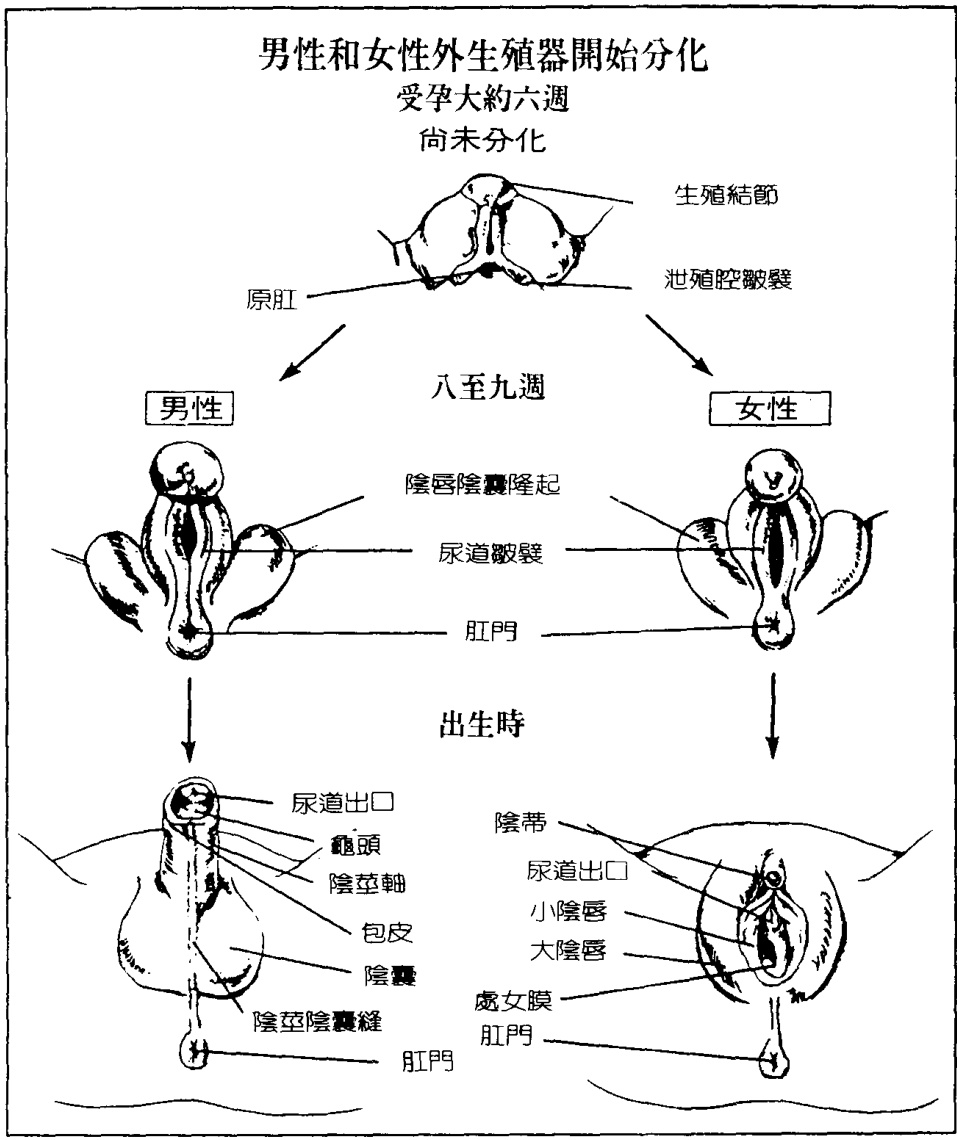 男性和女性外生殖器開始分化
受孕大約六週
尚未分化
生殖結節
泄殖腔皺襞
原肛
八至九週
男性
女性
陰唇陰囊隆起
尿道皺襞
肛門
出生時
尿道出口
龜頭
陰莖軸
包皮
陰囊
陰莖陰囊縫
肛門
陰蒂
尿道出口
小陰唇
大陰唇
處女膜
肛門